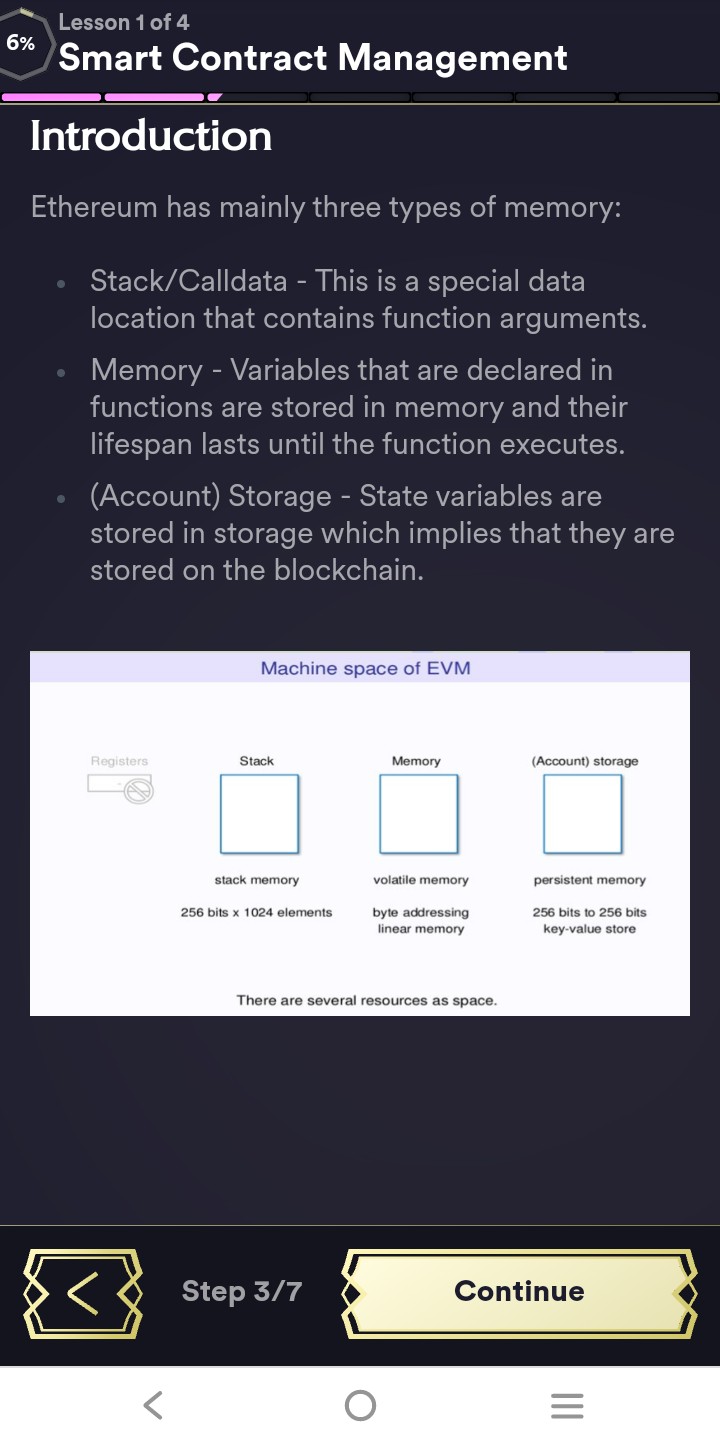 6%
Lesson 1 of 4
Smart Contract Management
Introduction
Ethereum has mainly three types of memory:
Stack/Calldata - This is a special data
location that contains function arguments.
Memory - Variables that are declared in
functions are stored in memory and their
lifespan lasts until the function executes.
(Account) Storage - State variables are
stored in storage which implies that they are
stored on the blockchain.
Machine space of EVM
Registers
Stack
Memory
(Account) storage
stack memory
volatile memory
persistent memory
256 bits x 1024 elements
byte addressing
linear memory
256 bits to 256 bits
key-value store
There are several resources as space.
Step 3/7
Continue